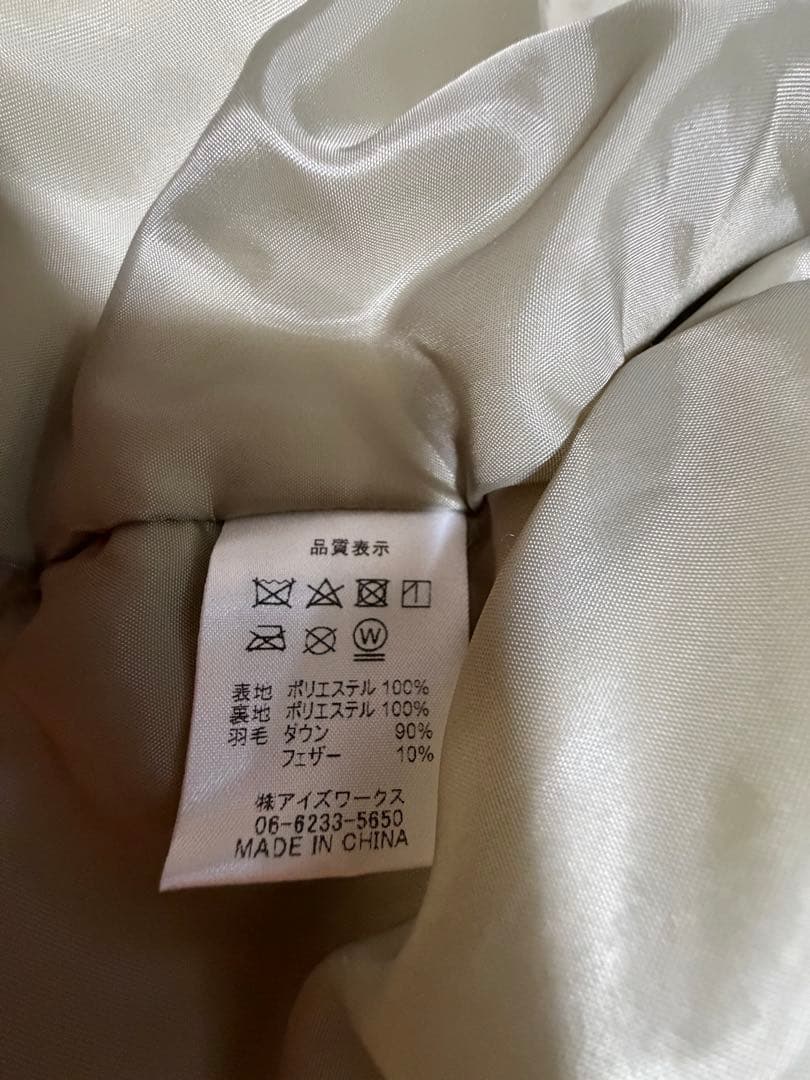 品質表示
W
表地 ポリエステル 100%
裏地 ポリエステル 100%
羽毛 ダウン 90%
フェザー 10%
㈱アイズワークス
06-6233-5650
MADE IN CHINA